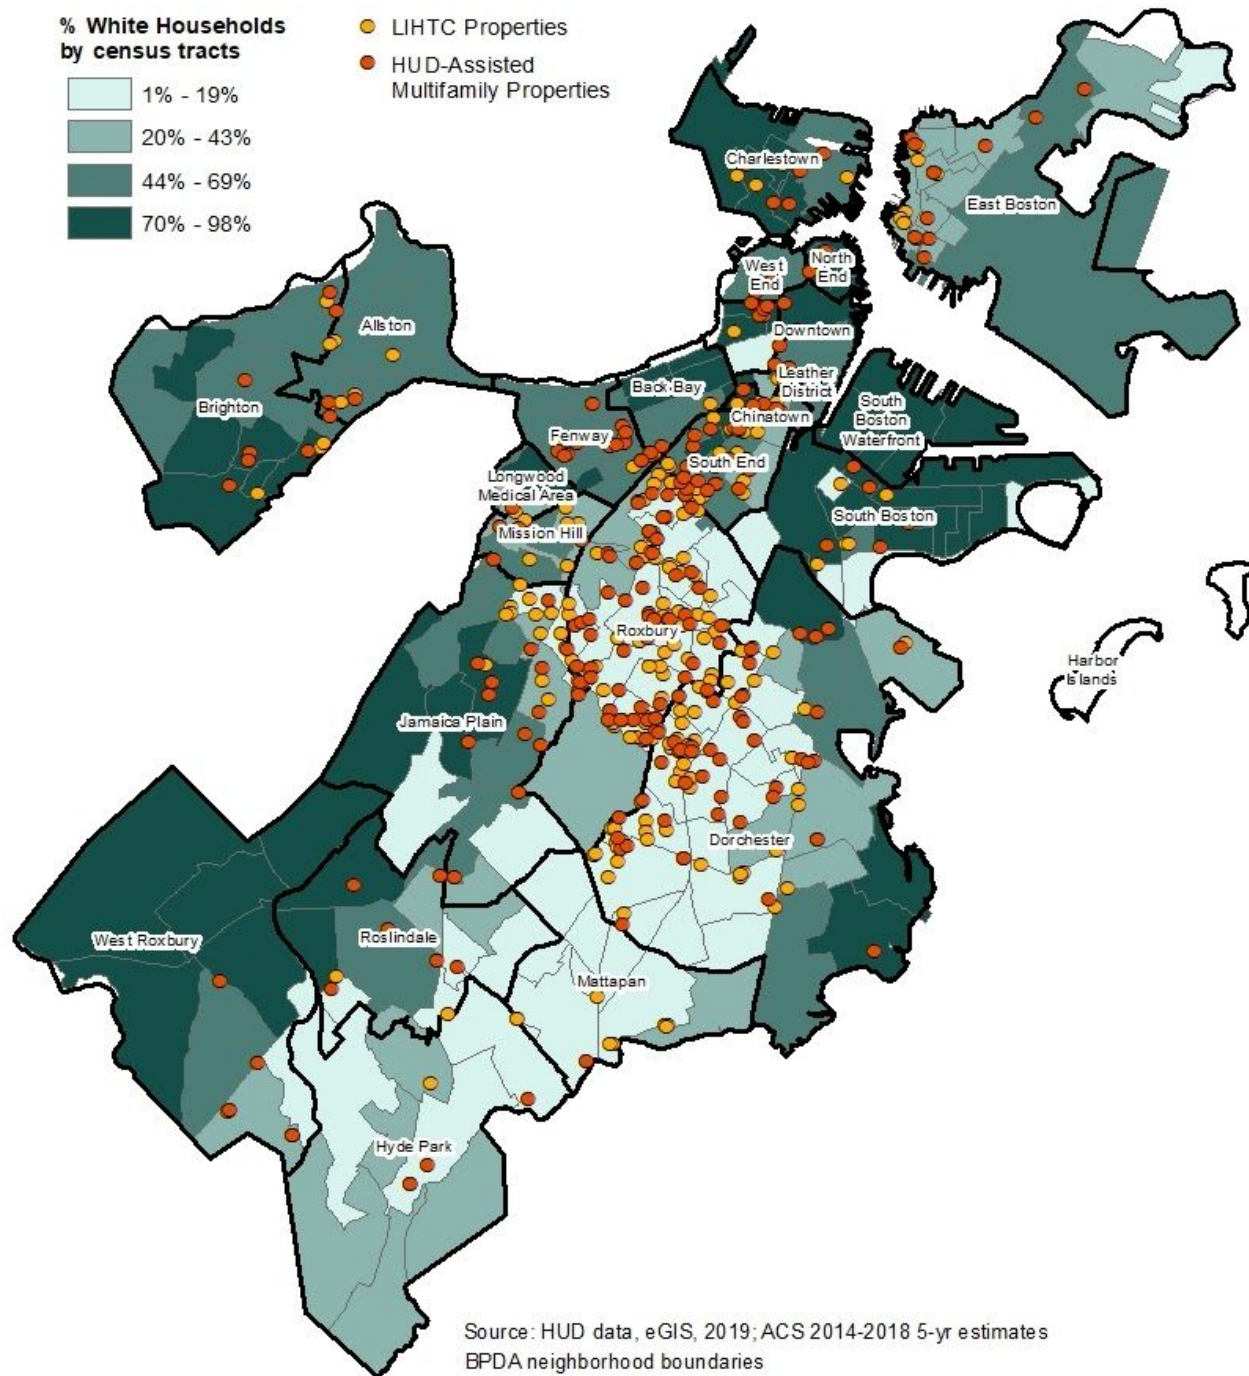 % White Households
by census tracts
1% - 19%
20% - 43%
44% - 69%
70% - 98%
LIHTC Properties
HUD-Assisted
Multifamily Properties
Charlestown
East Boston
West
End
North
End
Allston
Downtown
Leather
District
Back Bay
Brighton
Chinatown
South
Boston
Waterfront
Fenway
South End
Longwood
Medical Area
South Boston
Mission Hill
Roxbury
Harbor
Islands
Jamaica Plain
Dorchester
West Roxbury
Roslindale
Mattapan
Hyde Park
Source: HUD data, eGIS, 2019; ACS 2014-2018 5-yr estimates
BPDA neighborhood boundaries